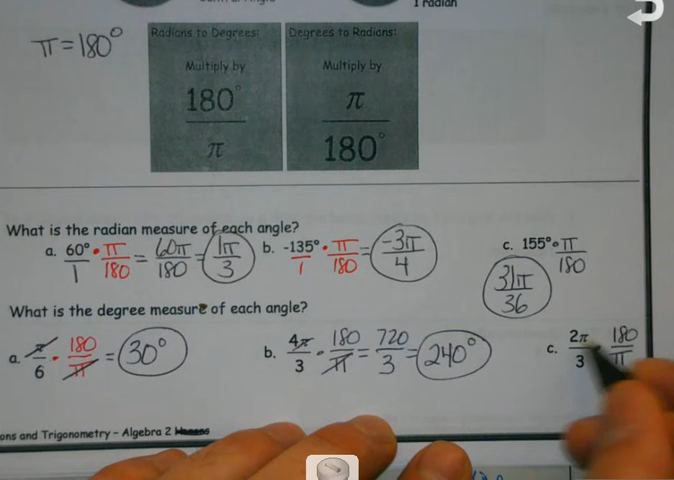 1 radian
π = 180°
Radians to Degrees: Degrees to Radians:
Multiply by Multiply by
180°/π π/180°
What is the radian measure of each angle?
a. 60°/1 • π/180 = 60π/180 = 1π/3 b. -135°/1 • π/180 = -3π/4 c. 155° • π/180
31π/36
What is the degree measure of each angle?
a. π/6 • 180/π = 30° b. 4π/3 • 180/π = 720/3 = 240° c. 2π/3 180/π
ons and Trigonometry – Algebra 2